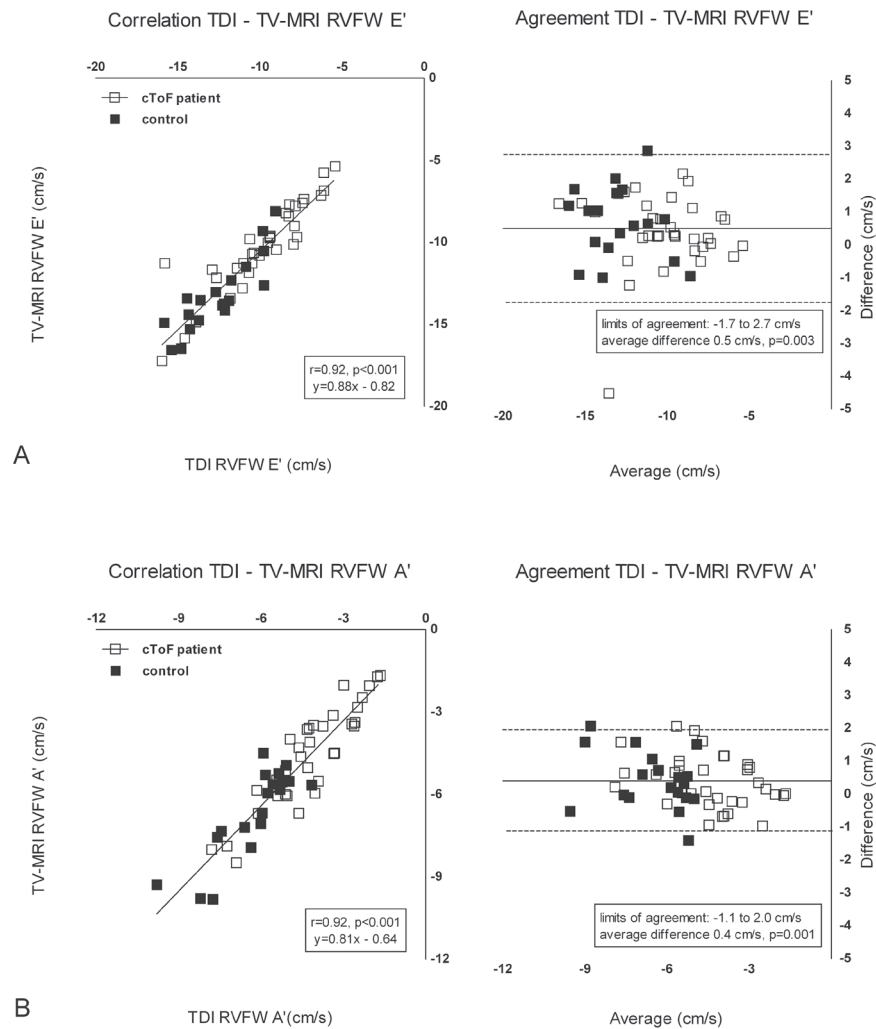 Correlation TDI - TV-MRI RVFW E'
-20 -15 -10 -5
0
-5
-10
-15
-20
cToF patient
control
TV-MRI RVFW E' (cm/s)
r=0.92, p<0.001
y=0.88x - 0.82
TDI RVFW E' (cm/s)
Agreement TDI - TV-MRI RVFW E'
5
4
3
2
1
0
-1
-2
-3
-4
-5
Difference (cm/s)
limits of agreement: -1.7 to 2.7 cm/s
average difference 0.5 cm/s, p=0.003
-20 -15 -10 -5
Average (cm/s)
A
Correlation TDI - TV-MRI RVFW A'
-12 -9 -6 -3 0
0
-3
-6
-9
-12
cToF patient
control
TV-MRI RVFW A' (cm/s)
r=0.92, p<0.001
y=0.81x - 0.64
TDI RVFW A'(cm/s)
Agreement TDI - TV-MRI RVFW A'
5
4
3
2
1
0
-1
-2
-3
-4
-5
Difference (cm/s)
limits of agreement: -1.1 to 2.0 cm/s
average difference 0.4 cm/s, p=0.001
-12 -9 -6 -3
Average (cm/s)
B